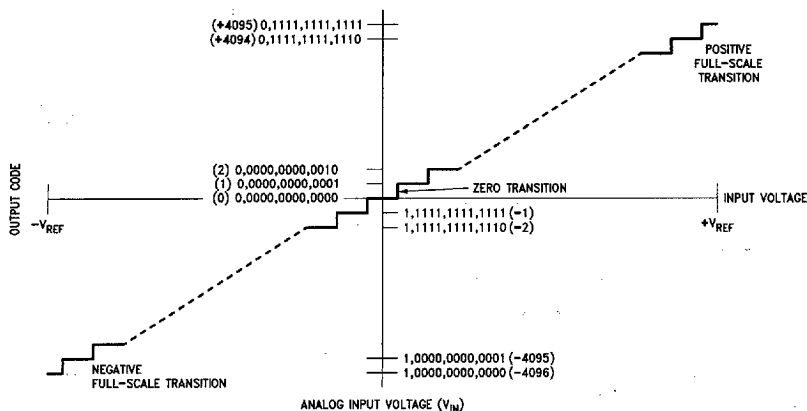 (+4095) 0,1111,1111,1111
(+4094) 0,1111,1111,1110
POSITIVE
FULL-SCALE
TRANSITION
OUTPUT CODE
(2) 0,0000,0000,0010
(1) 0,0000,0000,0001
(0) 0,0000,0000,0000
ZERO TRANSITION
INPUT VOLTAGE
-VREF
+VREF
1,1111,1111,1111 (-1)
1,1111,1111,1110 (-2)
NEGATIVE
FULL-SCALE TRANSITION
1,0000,0000,0001 (-4095)
1,0000,0000,0000 (-4096)
ANALOG INPUT VOLTAGE (VIN)